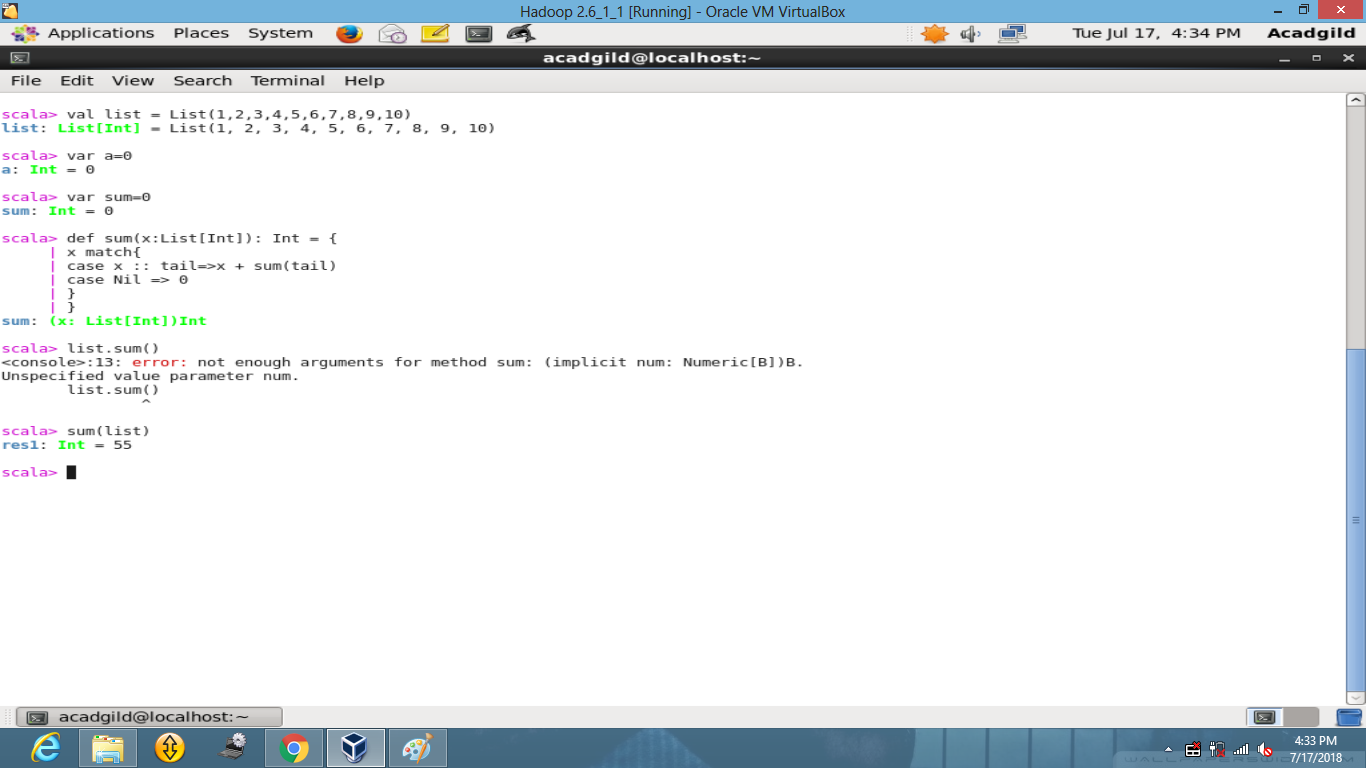 Hadoop 2.6_1_1 [Running] - Oracle VM VirtualBox
Applications Places System Tue Jul 17, 4:34 PM Acadgild
acadgild@localhost:~
File Edit View Search Terminal Help
scala> val list = List(1,2,3,4,5,6,7,8,9,10)
list: List[Int] = List(1, 2, 3, 4, 5, 6, 7, 8, 9, 10)
scala> var a=0
a: Int = 0
scala> var sum=0
sum: Int = 0
scala> def sum(x:List[Int]): Int = {
| x match{
| case x :: tail=>x + sum(tail)
| case Nil => 0
| }
| }
sum: (x: List[Int])Int
scala> list.sum()
<console>:13: error: not enough arguments for method sum: (implicit num: Numeric[B])B.
Unspecified value parameter num.
list.sum()
^
scala> sum(list)
res1: Int = 55
scala>
acadgild@localhost:~
4:33 PM
7/17/2018